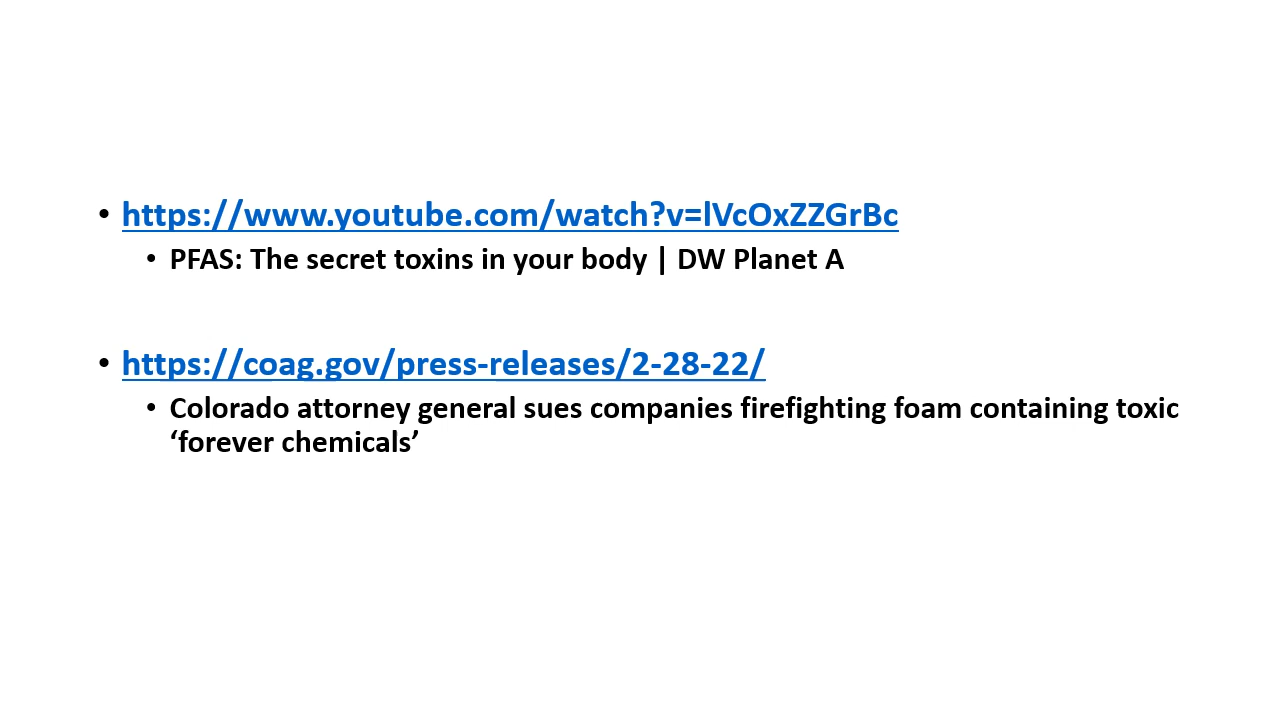 • https://www.youtube.com/watch?v=lVcOxZZGrBc
• PFAS: The secret toxins in your body | DW Planet A
• https://coag.gov/press-releases/2-28-22/
• Colorado attorney general sues companies firefighting foam containing toxic
‘forever chemicals’